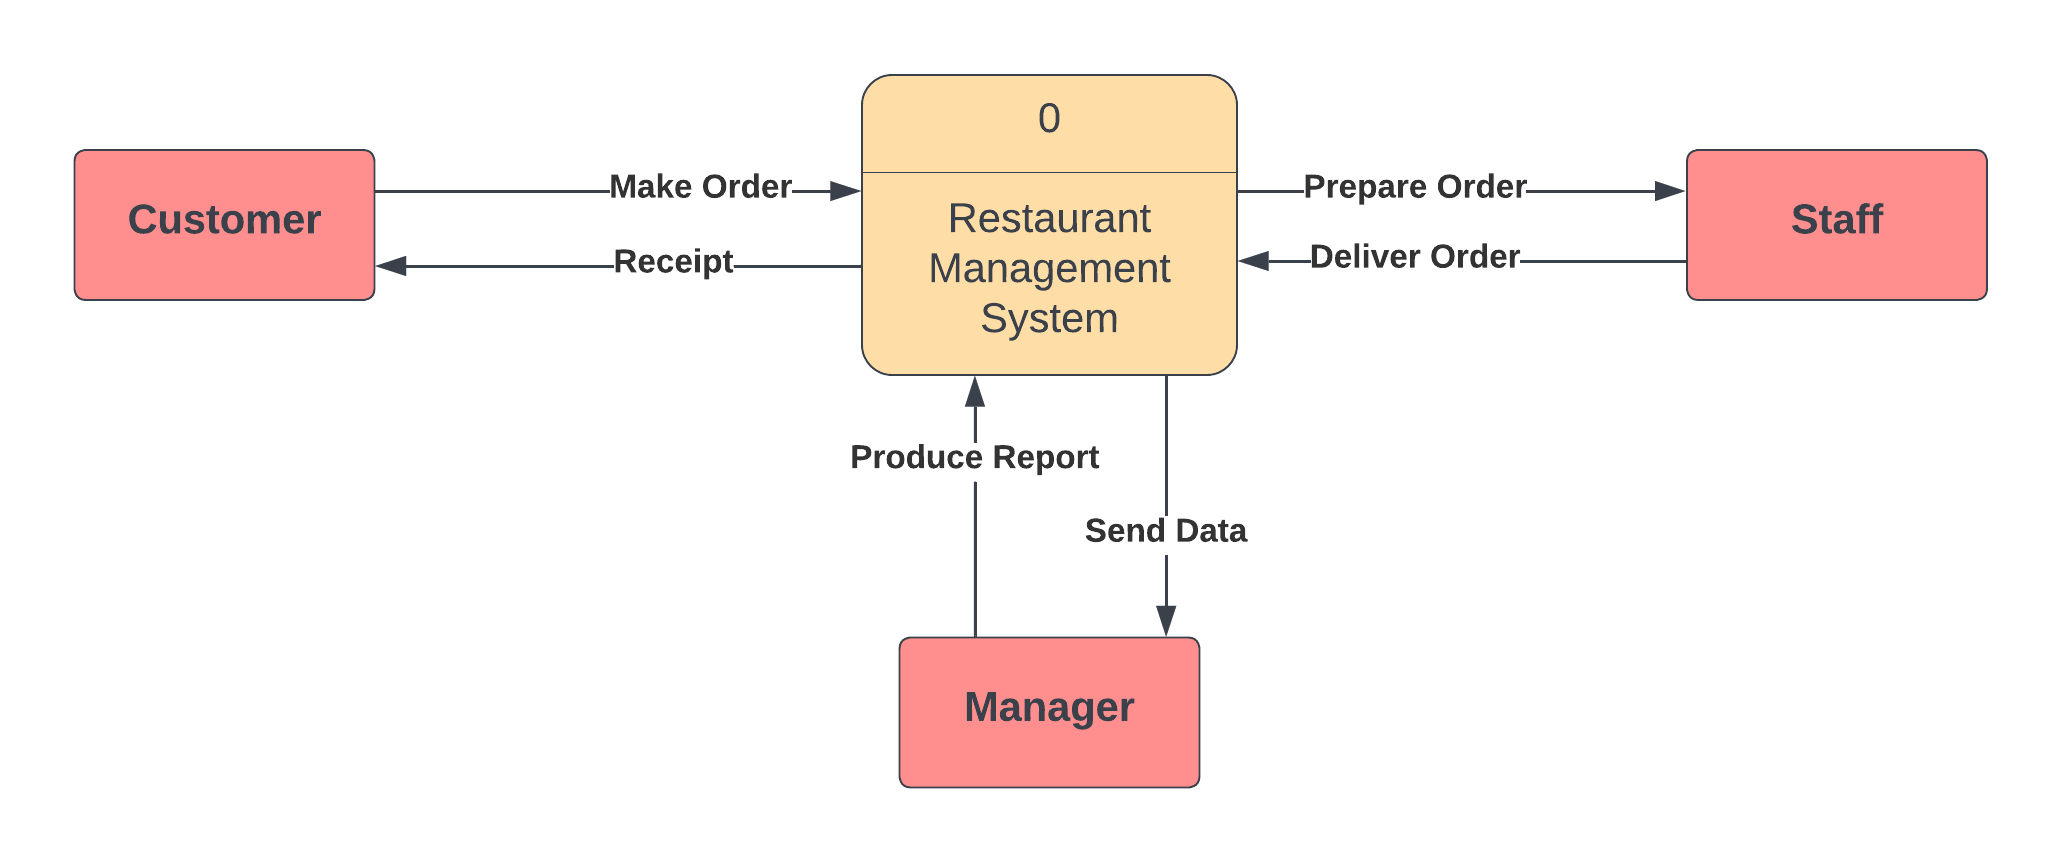 0
Customer
Make Order
Receipt
Restaurant
Management
System
Prepare Order
Deliver Order
Staff
Produce Report
Send Data
Manager